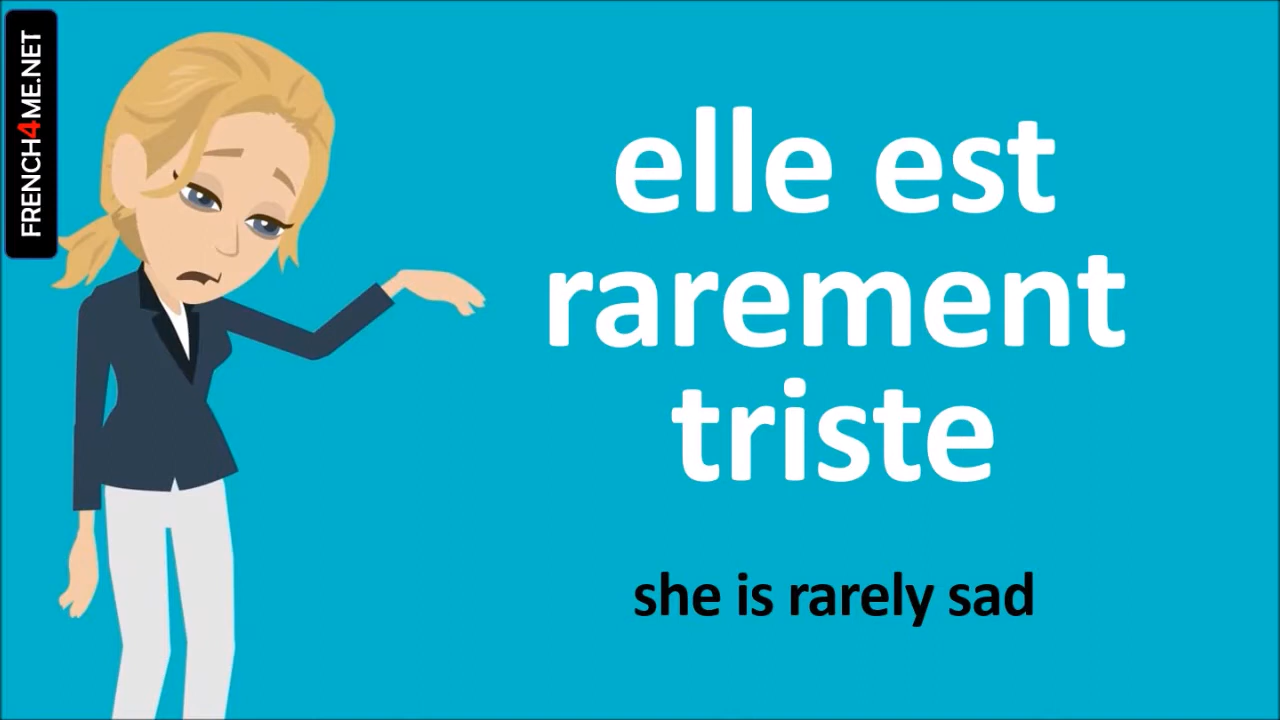 FRENCH4ME.NET
elle est
rarement
triste
she is rarely sad